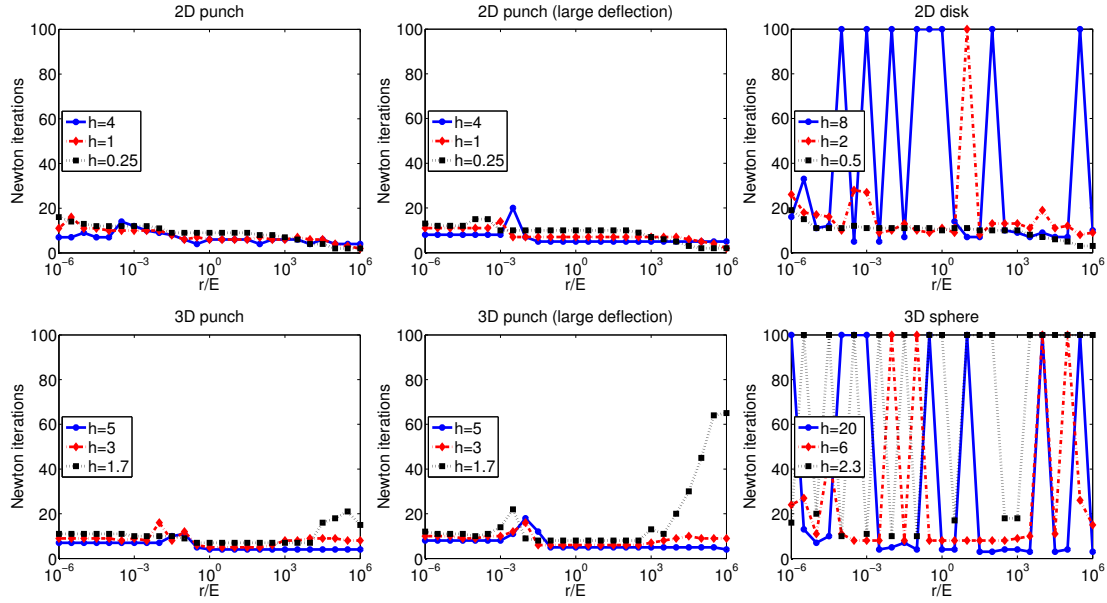 2D punch
100
80
60
40
20
0
Newton iterations
h=4
h=1
h=0.25
10^-6
10^-3
10^0
10^3
10^6
r/E
2D punch (large deflection)
100
80
60
40
20
0
Newton iterations
h=4
h=1
h=0.25
10^-6
10^-3
10^0
10^3
10^6
r/E
2D disk
100
80
60
40
20
0
Newton iterations
h=8
h=2
h=0.5
10^-6
10^-3
10^0
10^3
10^6
r/E
3D punch
100
80
60
40
20
0
Newton iterations
h=5
h=3
h=1.7
10^-6
10^-3
10^0
10^3
10^6
r/E
3D punch (large deflection)
100
80
60
40
20
0
Newton iterations
h=5
h=3
h=1.7
10^-6
10^-3
10^0
10^3
10^6
r/E
3D sphere
100
80
60
40
20
0
Newton iterations
h=20
h=6
h=2.3
10^-6
10^-3
10^0
10^3
10^6
r/E